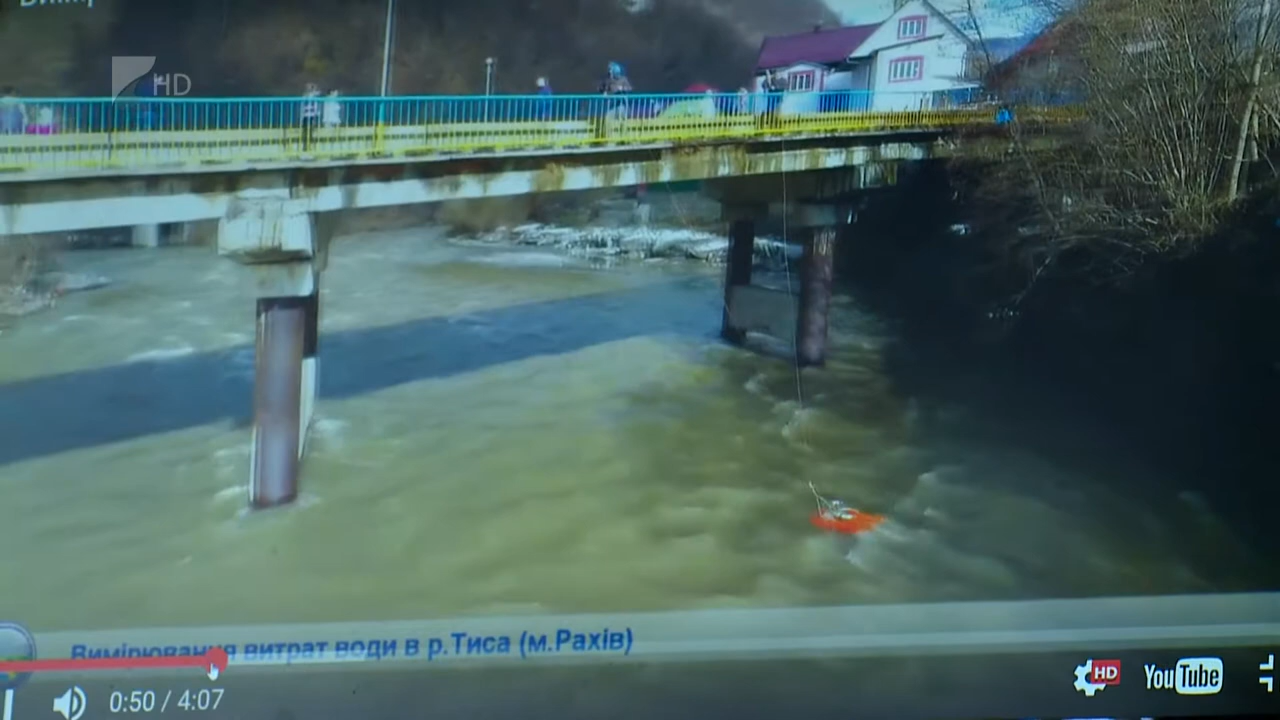 HD
Вимірювання витрат води в р.Тиса (м.Рахів)
0:50 / 4:07
HD
YouTube